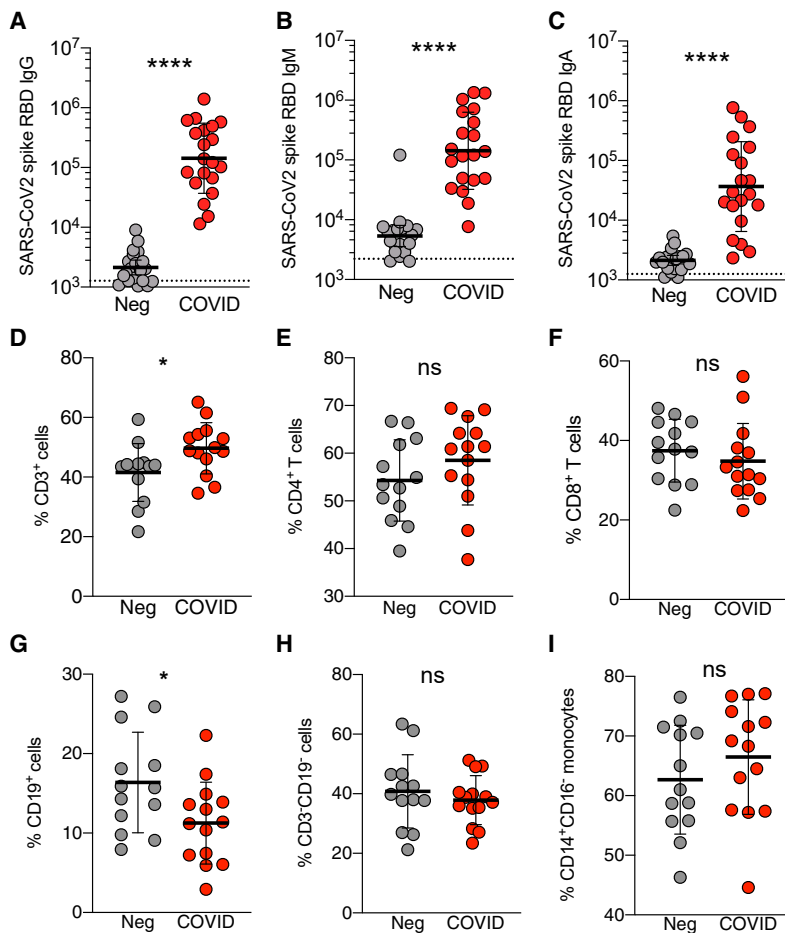 A
SARS-CoV2 spike RBD IgG
10⁷
10⁶
10⁵
10⁴
10³
****
Neg COVID
B
SARS-CoV2 spike RBD IgM
10⁷
10⁶
10⁵
10⁴
10³
****
Neg COVID
C
SARS-CoV2 spike RBD IgA
10⁷
10⁶
10⁵
10⁴
10³
****
Neg COVID
D
% CD3⁺ cells
80
60
40
20
0
*
Neg COVID
E
% CD4⁺ T cells
80
70
60
50
40
30
ns
Neg COVID
F
% CD8⁺ T cells
60
40
20
0
ns
Neg COVID
G
% CD19⁺ cells
30
20
10
0
*
Neg COVID
H
% CD3⁻CD19⁻ cells
80
60
40
20
0
ns
Neg COVID
I
% CD14⁺CD16⁻ monocytes
80
70
60
50
40
ns
Neg COVID